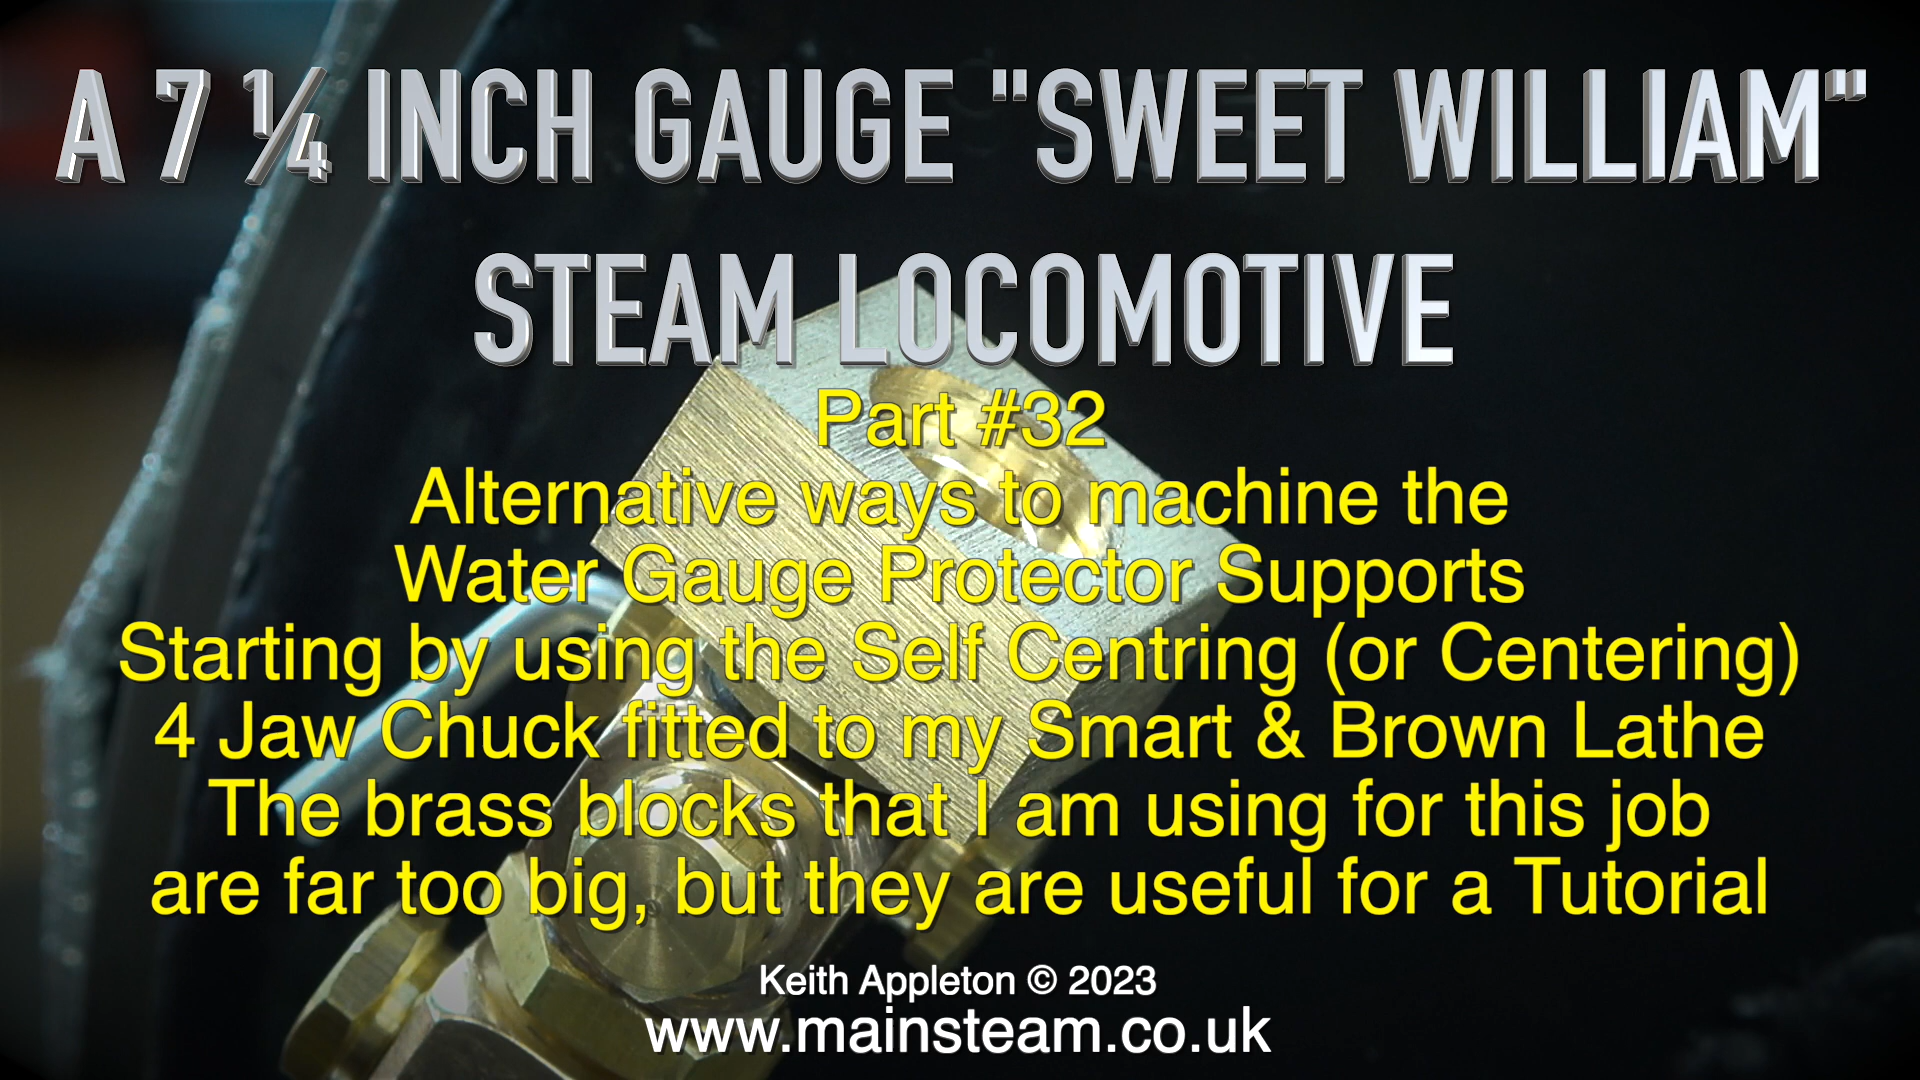 A 7 ¼ INCH GAUGE "SWEET WILLIAM"
STEAM LOCOMOTIVE
Part #32
Alternative ways to machine the
Water Gauge Protector Supports
Starting by using the Self Centring (or Centering)
4 Jaw Chuck fitted to my Smart & Brown Lathe
The brass blocks that I am using for this job
are far too big, but they are useful for a Tutorial
Keith Appleton © 2023
www.mainsteam.co.uk